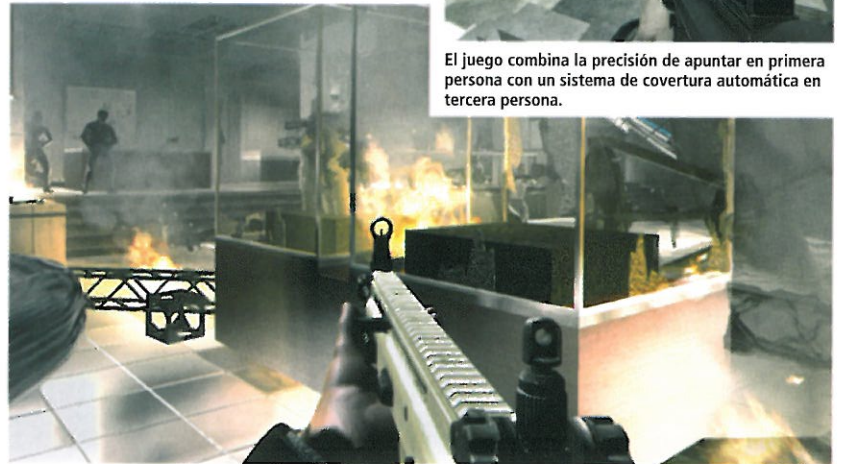 El juego combina la precisión de apuntar en primera
persona con un sistema de covertura automática en
tercera persona.